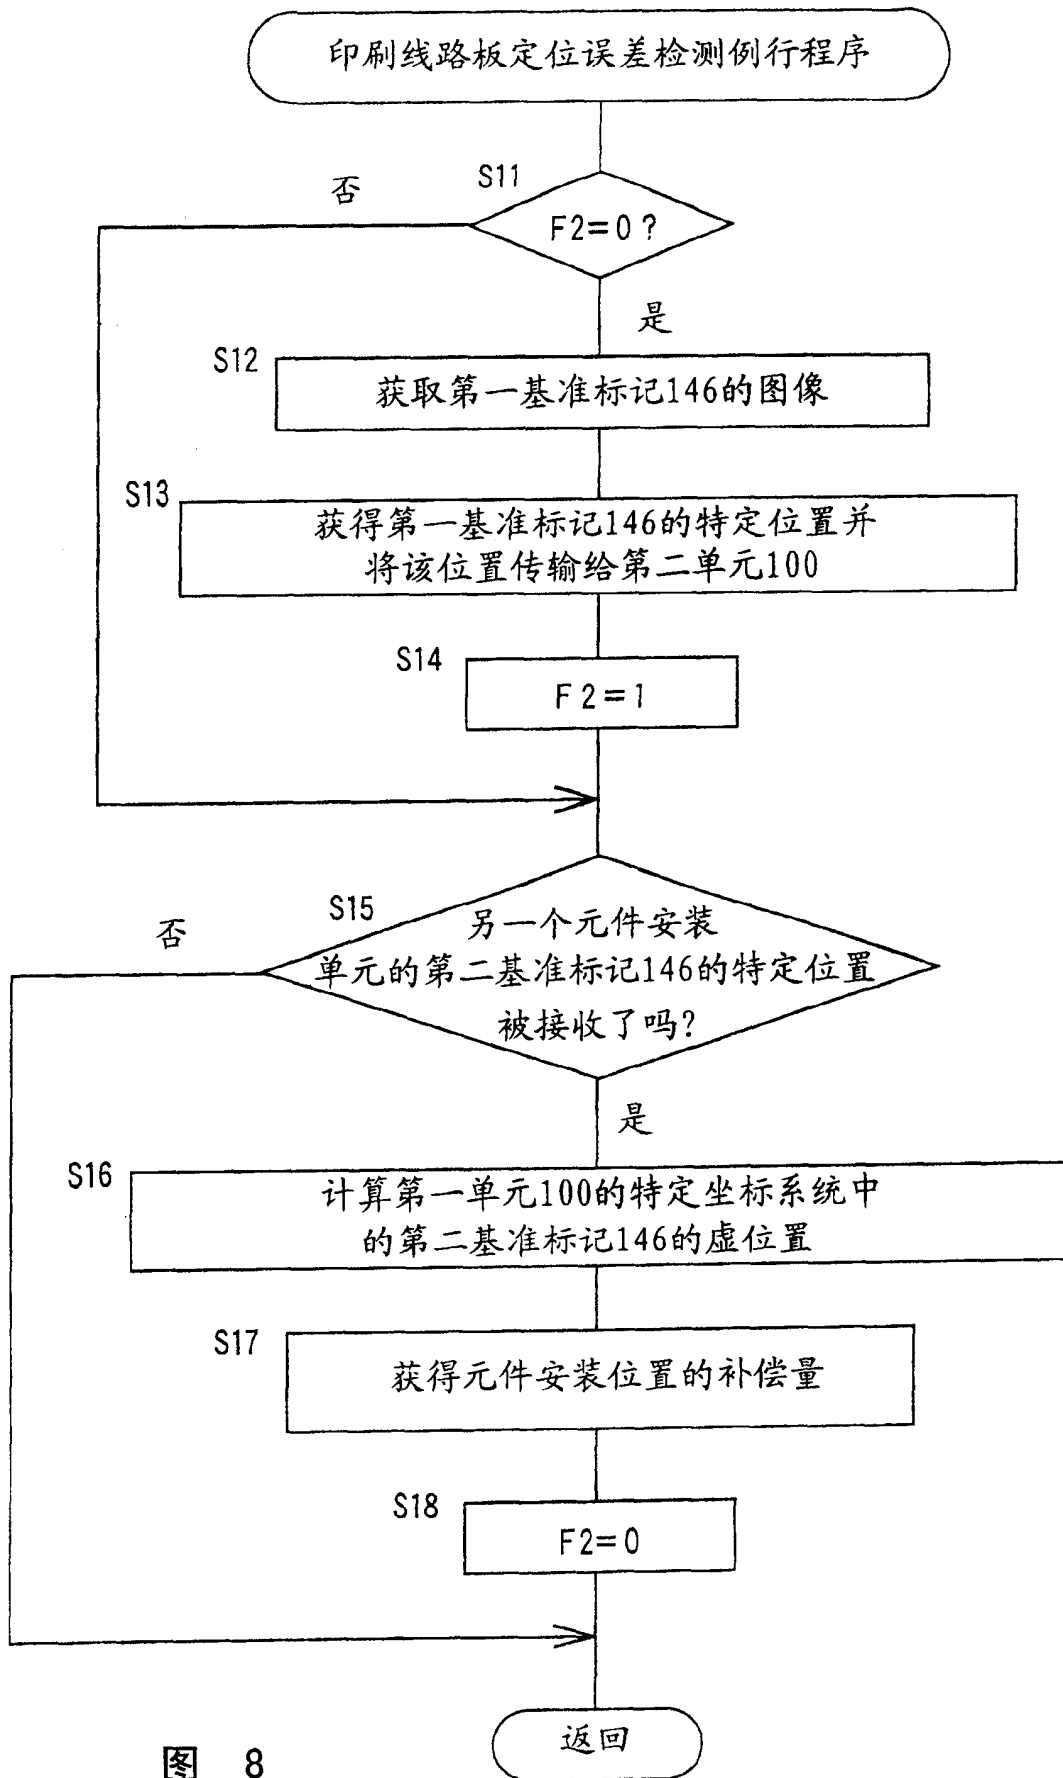 印刷线路板定位误差检测例行程序
S11
否
F2=0?
是
S12
获取第一基准标记146的图像
S13
获得第一基准标记146的特定位置并
将该位置传输给第二单元100
S14
F2=1
S15
否
另一个元件安装
单元的第二基准标记146的特定位置
被接收了吗?
是
S16
计算第一单元100的特定坐标系统中
的第二基准标记146的虚位置
S17
获得元件安装位置的补偿量
S18
F2=0
返回
图 8